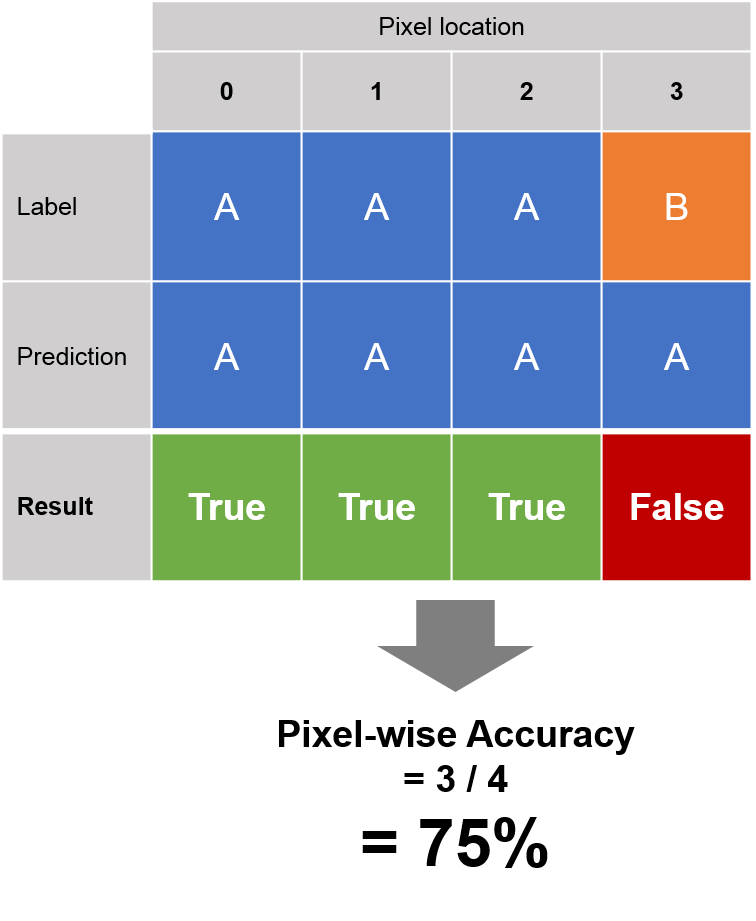 Pixel location
0 1 2 3
Label A A A B
Prediction A A A A
Result True True True False
Pixel-wise Accuracy
= 3 / 4
= 75%